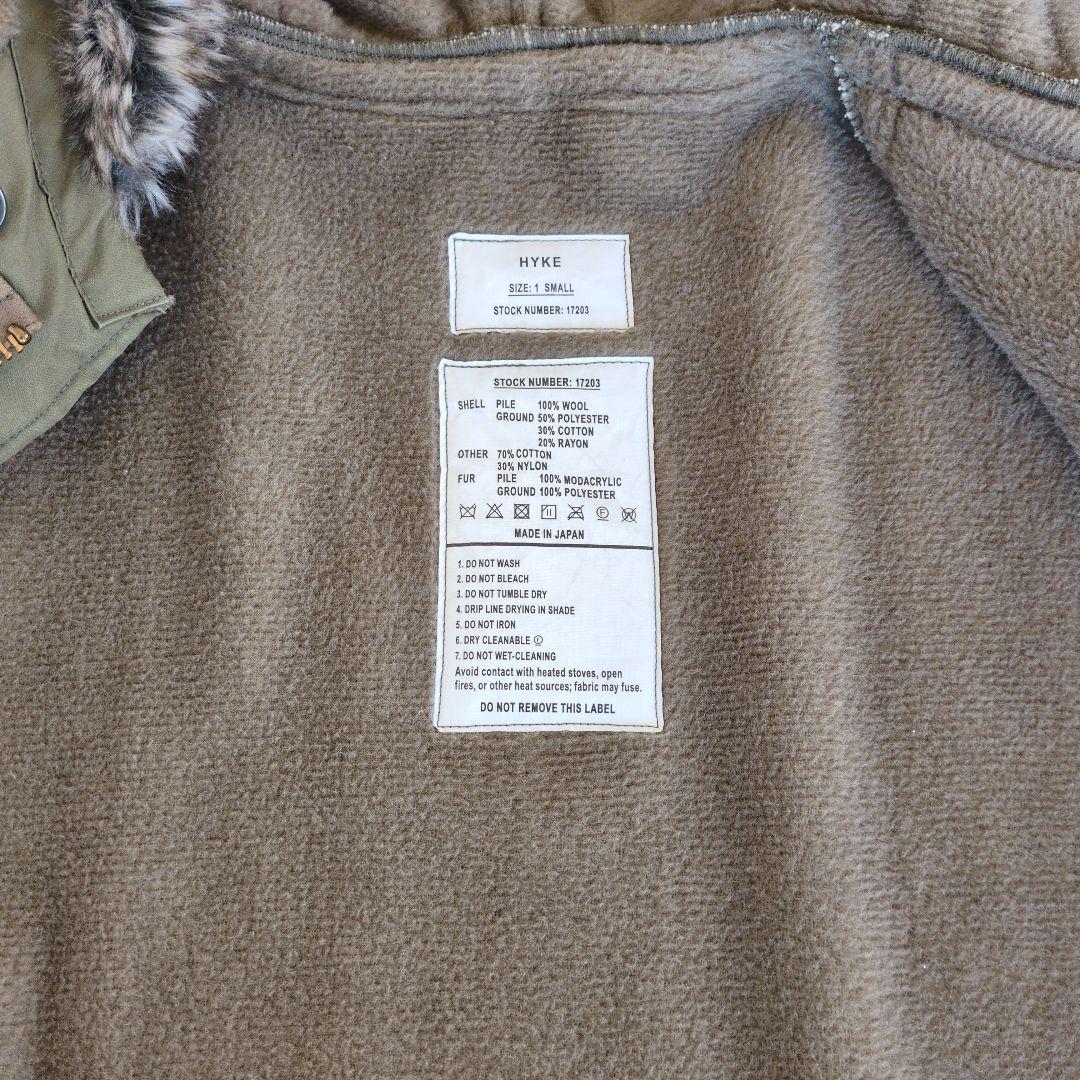 HYKE
SIZE: 1 SMALL
STOCK NUMBER: 17203
STOCK NUMBER: 17203
SHELL PILE 100% WOOL
GROUND 50% POLYESTER
30% COTTON
20% RAYON
OTHER 70% COTTON
30% NYLON
FUR PILE 100% MODACRYLIC
GROUND 100% POLYESTER
MADE IN JAPAN
1. DO NOT WASH
2. DO NOT BLEACH
3. DO NOT TUMBLE DRY
4. DRIP LINE DRYING IN SHADE
5. DO NOT IRON
6. DRY CLEANABLE Ⓕ
7. DO NOT WET-CLEANING
Avoid contact with heated stoves, open
fires, or other heat sources; fabric may fuse.
DO NOT REMOVE THIS LABEL